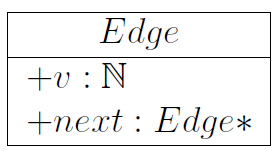 Edge
+v : ℕ
+next : Edge*